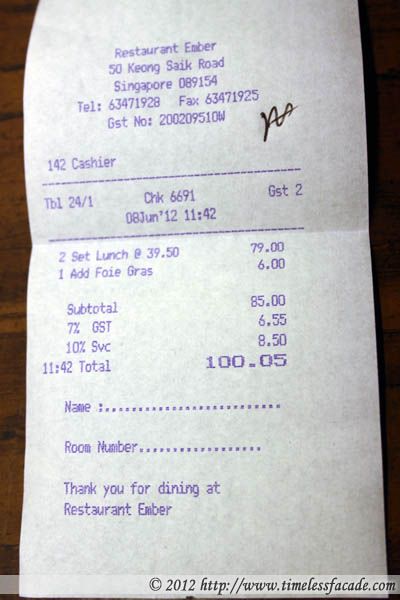 Restaurant Ember
50 Keong Saik Road
Singapore 089154
Tel: 63471928 Fax 63471925
Gst No: 200209510W
142 Cashier
Tbl 24/1 Chk 6691 Gst 2
08Jun'12 11:42
2 Set Lunch @ 39.50 79.00
1 Add Foie Gras 6.00
Subtotal 85.00
7% GST 6.55
10% Svc 8.50
11:42 Total 100.05
Name :............................
Room Number...................
Thank you for dining at
Restaurant Ember
© 2012 http://www.timelessfacade.com